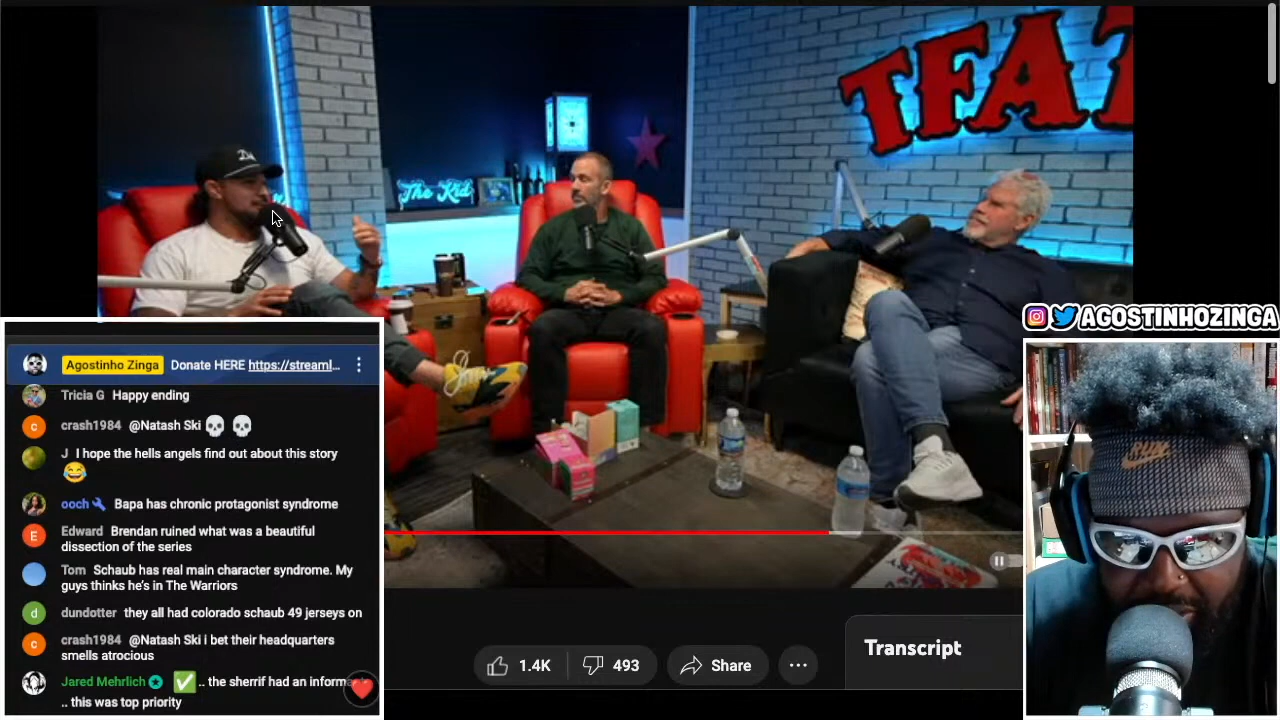 TFAT
The Kid
AGOSTINHOZINGA
Agostinho Zinga Donate HERE https://streaml...
Tricia G Happy ending
crash1984 @Natash Ski 💀 💀
J I hope the hells angels find out about this story
😂
ooch🔧 Bapa has chronic protagonist syndrome
Edward Brendan ruined what was a beautiful
dissection of the series
Tom Schaub has real main character syndrome. My
guys thinks he's in The Warriors
dundotter they all had colorado schaub 49 jerseys on
crash1984 @Natash Ski i bet their headquarters
smells atrocious
Jared Mehrlich ✅ .. the sherrif had an informe
.. this was top priority
1.4K 493 Share ...
Transcript
RUN